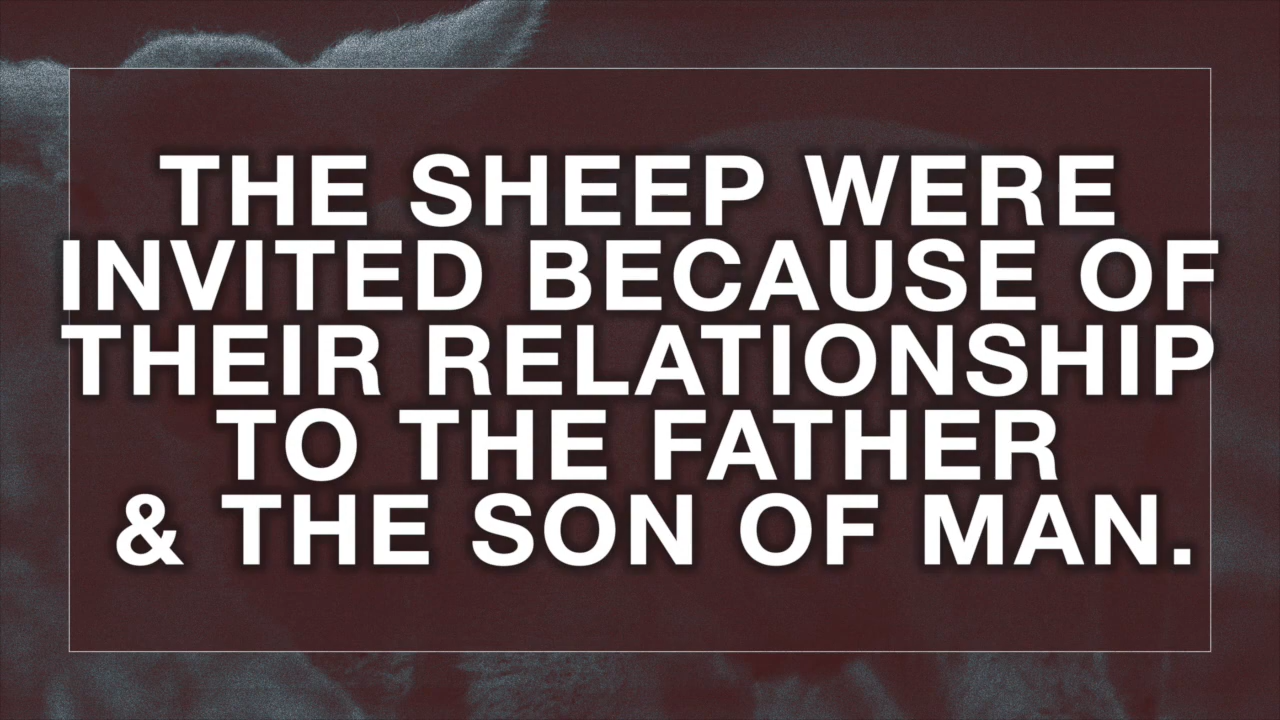 THE SHEEP WERE
INVITED BECAUSE OF
THEIR RELATIONSHIP
TO THE FATHER
& THE SON OF MAN.